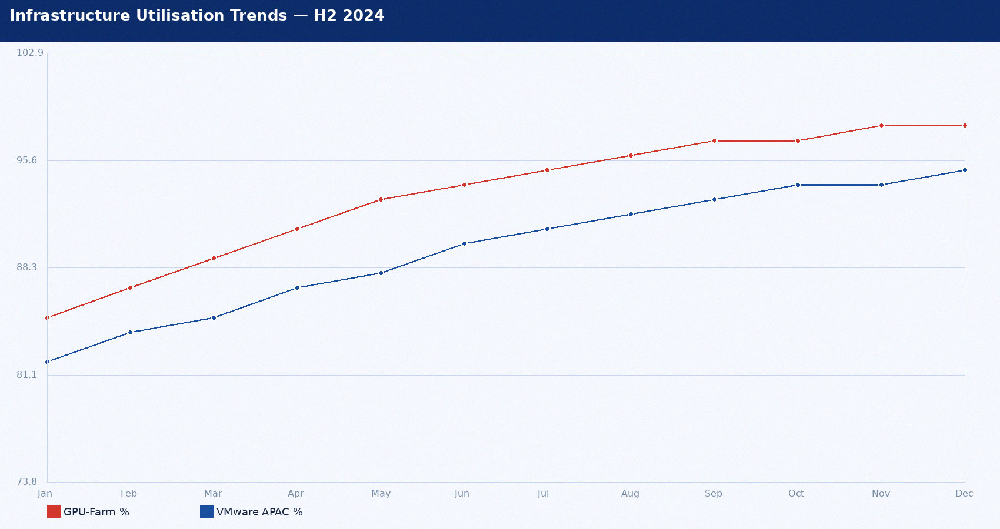 Infrastructure Utilisation Trends — H2 2024
102.9
95.6
88.3
81.1
73.8
Jan Feb Mar Apr May Jun Jul Aug Sep Oct Nov Dec
GPU-Farm % VMware APAC %